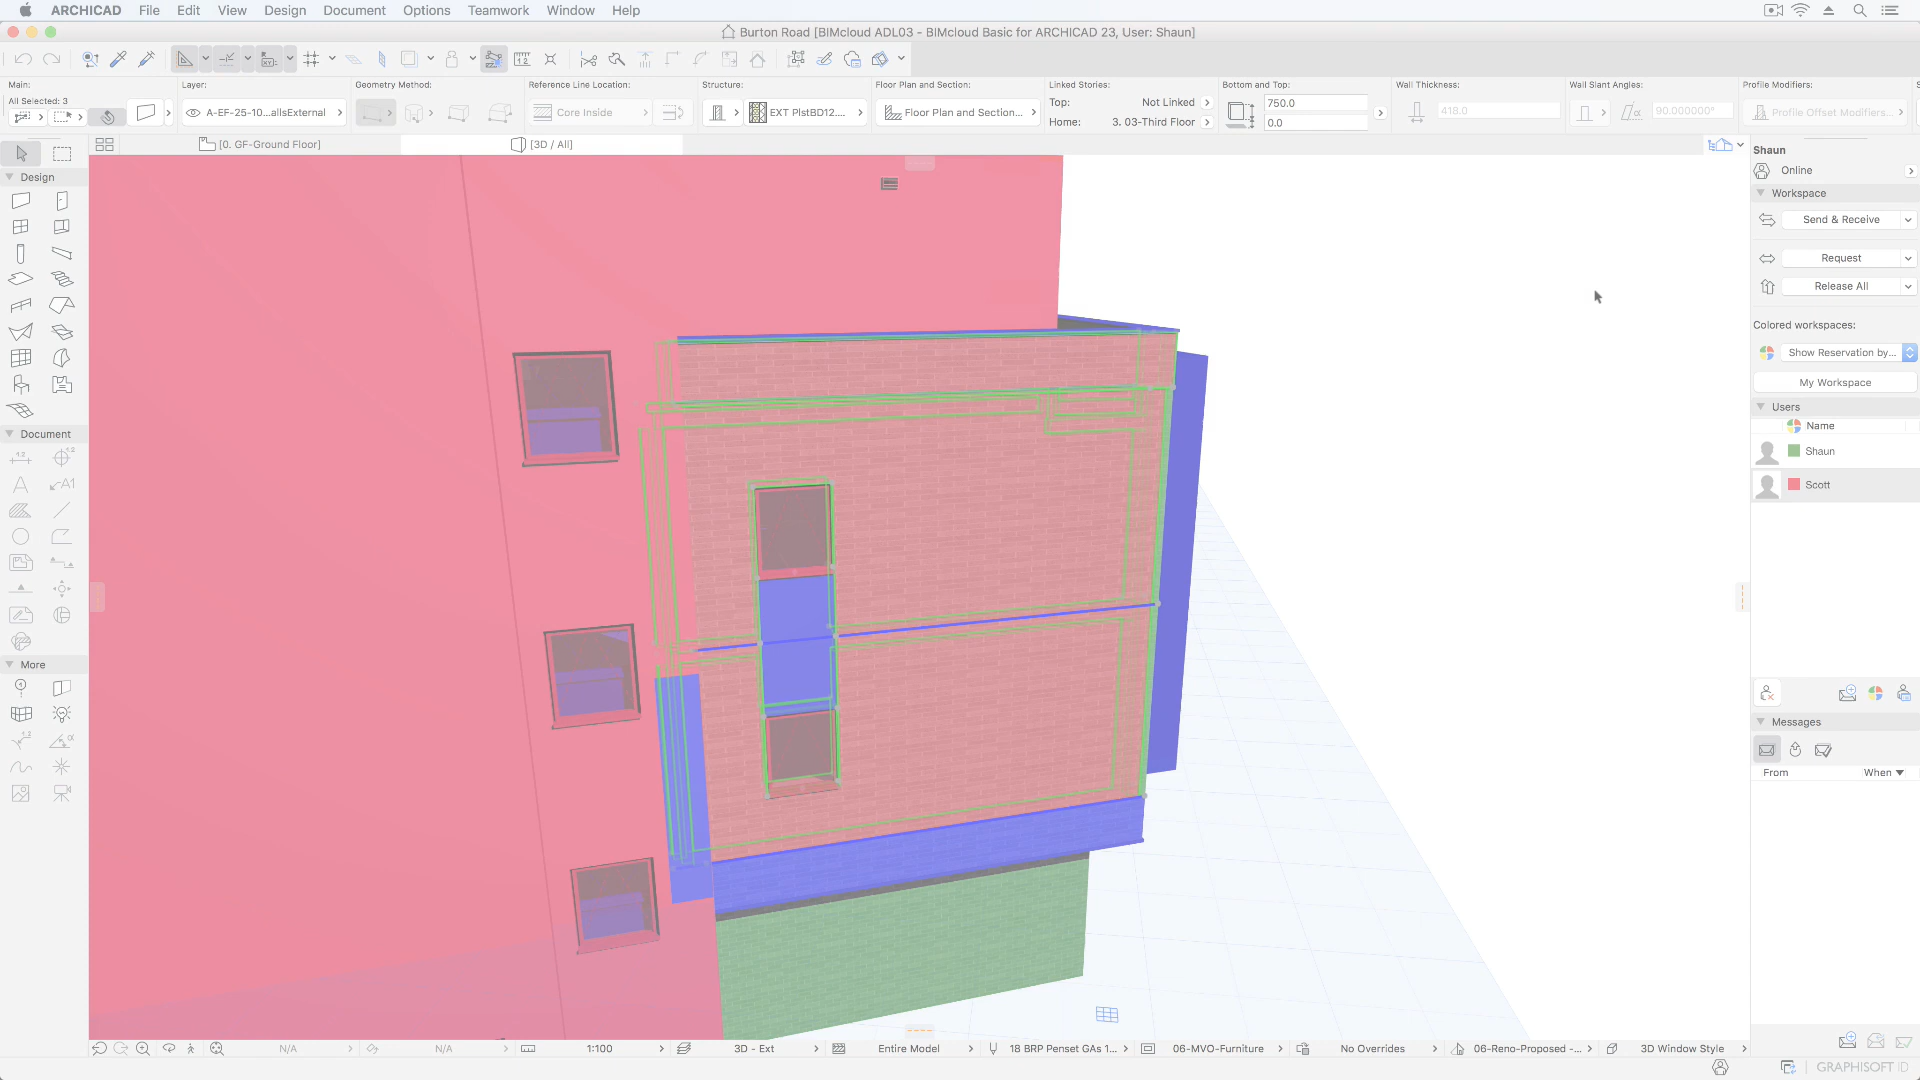 ARCHICAD File Edit View Design Document Options Teamwork Window Help
Burton Road [BIMcloud ADL03 - BIMcloud Basic for ARCHICAD 23, User: Shaun]
Main:
All Selected: 3
Layer:
A-EF-25-10...allsExternal
Geometry Method:
Reference Line Location:
Core Inside
Structure:
EXT PlstBD12....
Floor Plan and Section:
Floor Plan and Section...
Linked Stories:
Top: Not Linked
Home: 3. 03-Third Floor
Bottom and Top:
750.0
0.0
Wall Thickness:
418.0
Wall Slant Angles:
90.000000°
Profile Modifiers:
Profile Offset Modifiers...
[0. GF-Ground Floor]
[3D / All]
Design
Document
More
Shaun
Online
Workspace
Send & Receive
Request
Release All
Colored workspaces:
Show Reservation by...
My Workspace
Users
Name
Shaun
Scott
Messages
From When
N/A
N/A
1:100
3D - Ext
Entire Model
18 BRP Penset GAs 1...
06-MVO-Furniture
No Overrides
06-Reno-Proposed -...
3D Window Style
GRAPHISOFT ID